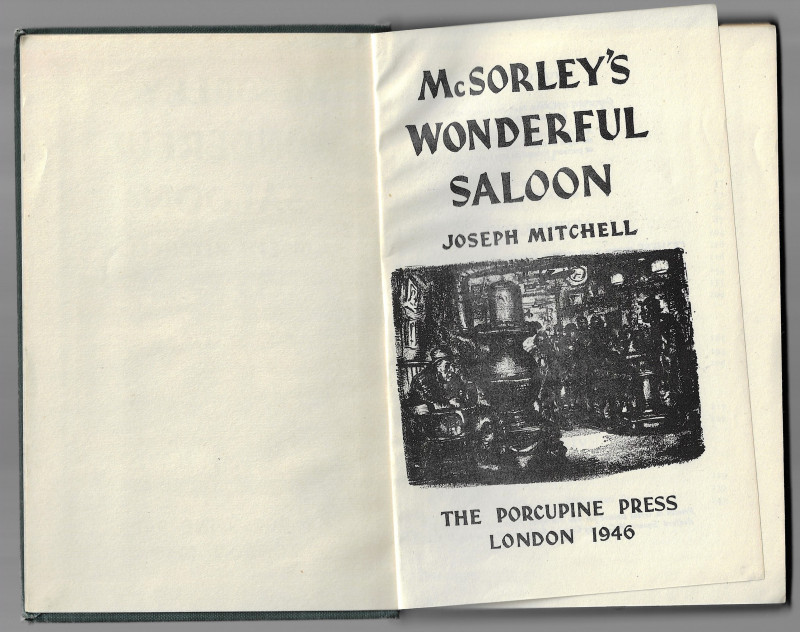 McSORLEY'S
WONDERFUL
SALOON
JOSEPH MITCHELL
THE PORCUPINE PRESS
LONDON 1946